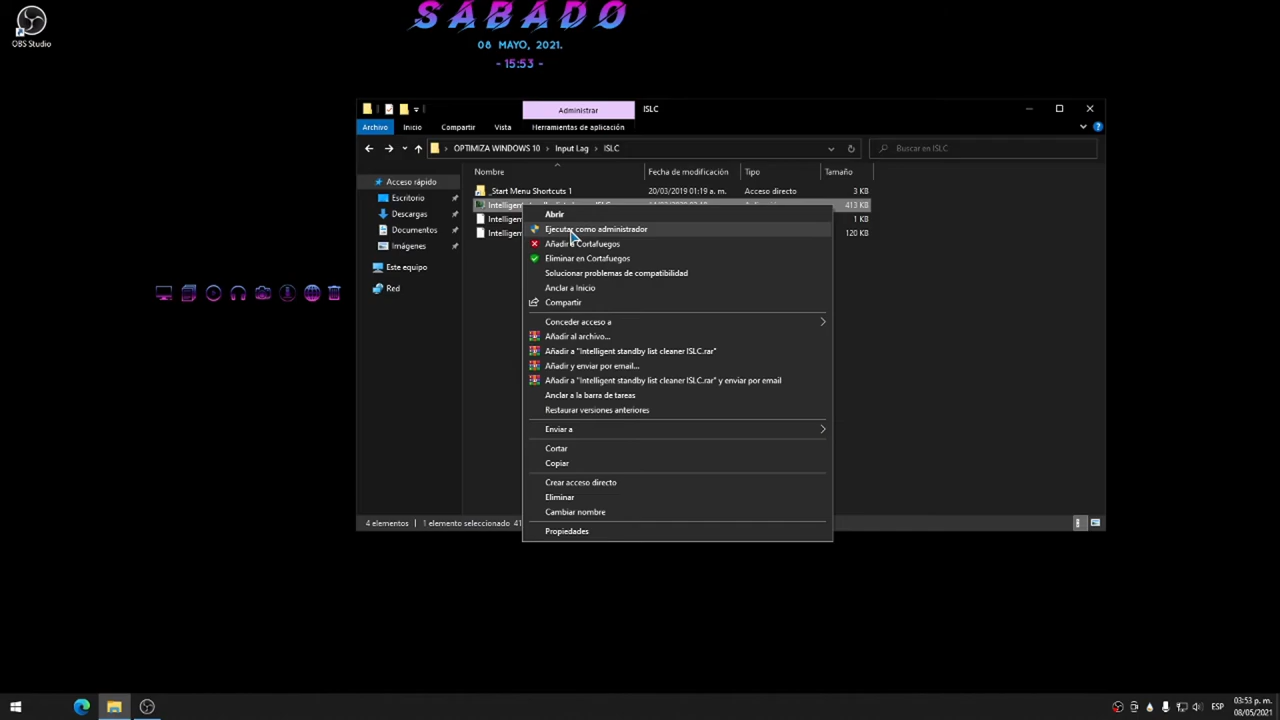 SABADO
08 MAYO, 2021.
- 15:53 -
OBS Studio
Administrar
ISLC
Archivo
Inicio
Compartir
Vista
Herramientas de aplicación
OPTIMIZA WINDOWS 10 > Input Lag > ISLC
Buscar en ISLC
Nombre
Fecha de modificación
Tipo
Tamaño
Acceso rápido
Escritorio
Descargas
Documentos
Imágenes
Este equipo
Red
_Start Menu Shortcuts 1
20/03/2019 01:19 a. m.
Acceso directo
3 KB
413 KB
1 KB
120 KB
Abrir
Ejecutar como administrador
Añadir a Cortafuegos
Eliminar en Cortafuegos
Solucionar problemas de compatibilidad
Anclar a Inicio
Compartir
Conceder acceso a
Añadir al archivo...
Añadir a "Intelligent standby list cleaner ISLC.rar"
Añadir y enviar por email...
Añadir a "Intelligent standby list cleaner ISLC.rar" y enviar por email
Anclar a la barra de tareas
Restaurar versiones anteriores
Enviar a
Cortar
Copiar
Crear acceso directo
Eliminar
Cambiar nombre
Propiedades
4 elementos
1 elemento seleccionado
ESP
03:53 p. m.
08/05/2021